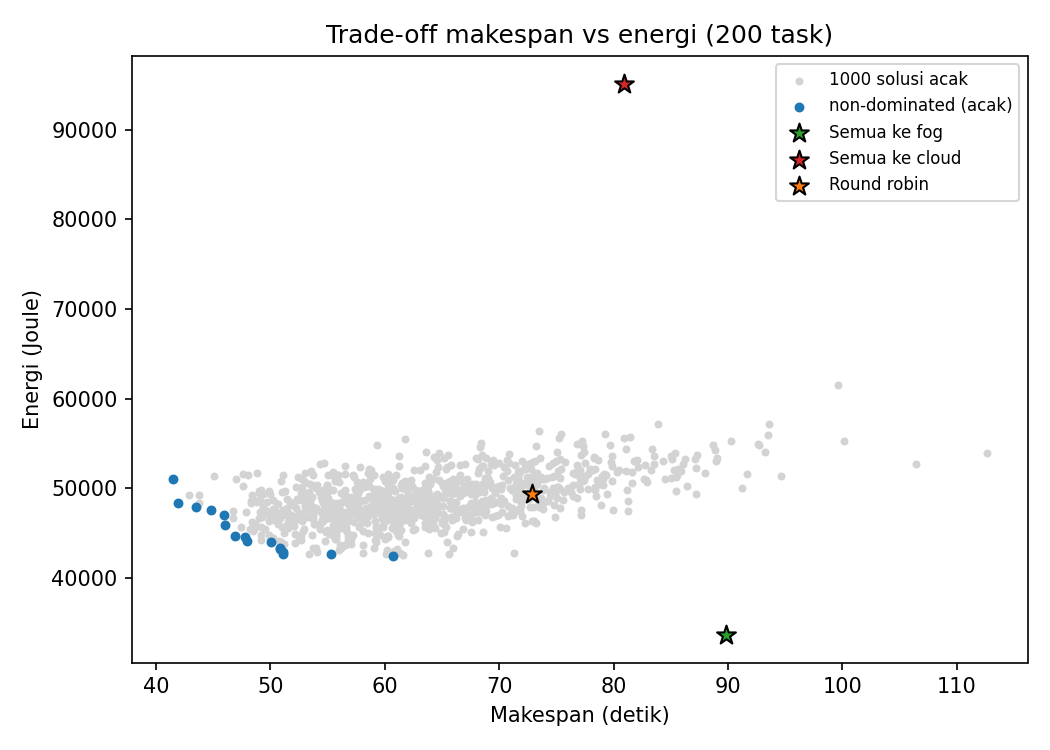 Trade-off makespan vs energi (200 task)
1000 solusi acak
non-dominated (acak)
Semua ke fog
Semua ke cloud
Round robin
Energi (Joule)
90000
80000
70000
60000
50000
40000
40 50 60 70 80 90 100 110
Makespan (detik)